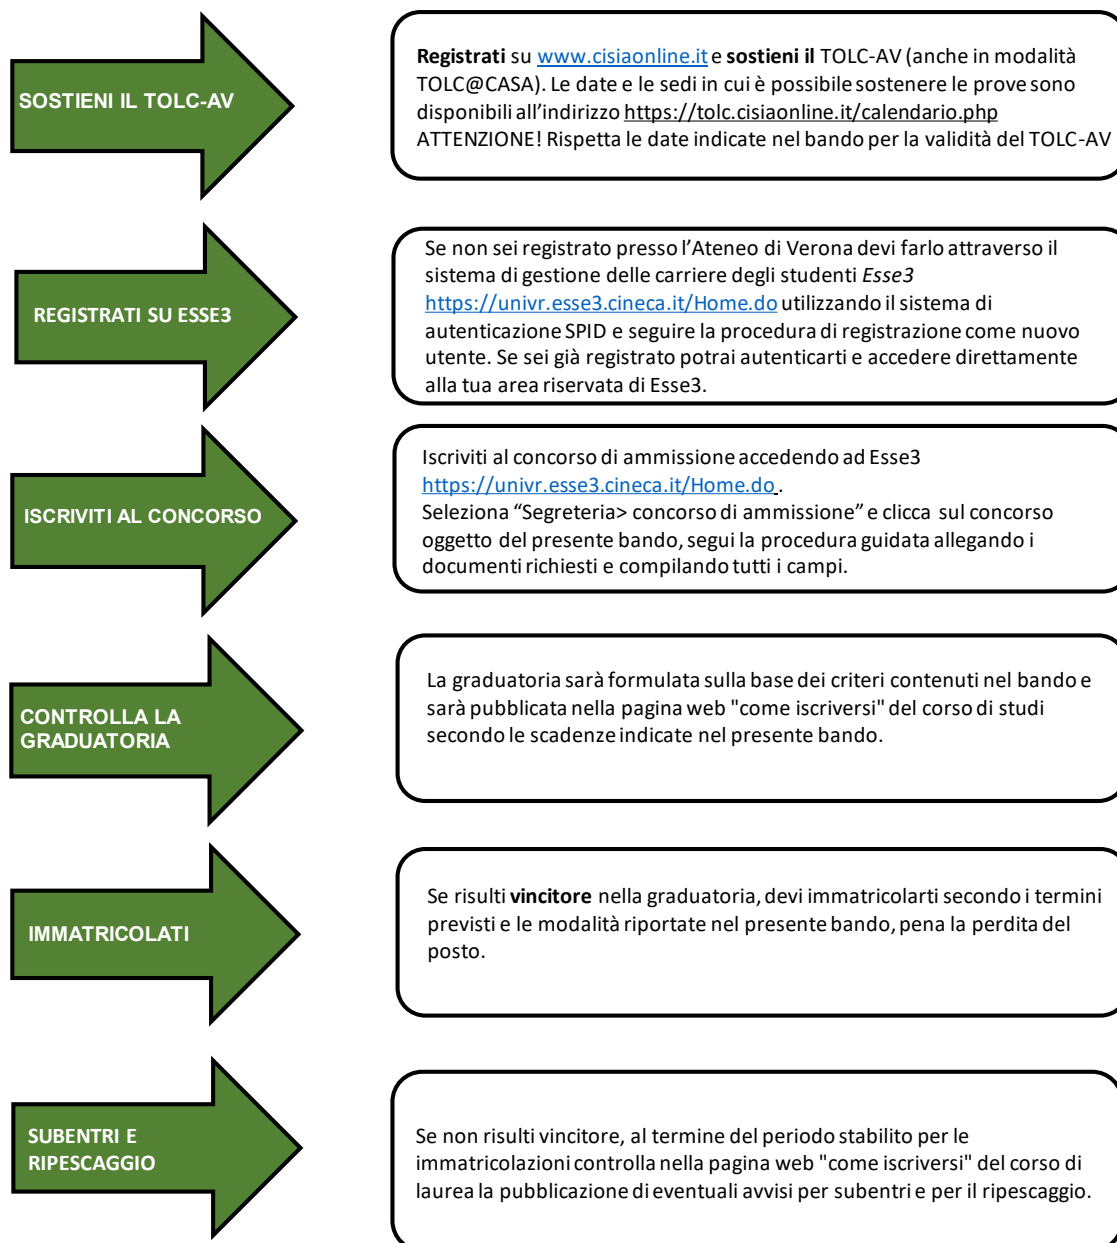 SOSTIENI IL TOLC-AV
Registrati su www.cisiaonline.it e sostieni il TOLC-AV (anche in modalità
TOLC@CASA). Le date e le sedi in cui è possibile sostenere le prove sono
disponibili all’indirizzo https://tolc.cisiaonline.it/calendario.php
ATTENZIONE! Rispetta le date indicate nel bando per la validità del TOLC-AV
REGISTRATI SU ESSE3
Se non sei registrato presso l’Ateneo di Verona devi farlo attraverso il
sistema di gestione delle carriere degli studenti Esse3
https://univr.esse3.cineca.it/Home.do utilizzando il sistema di
autenticazione SPID e seguire la procedura di registrazione come nuovo
utente. Se sei già registrato potrai autenticarti e accedere direttamente
alla tua area riservata di Esse3.
ISCRIVITI AL CONCORSO
Iscriviti al concorso di ammissione accedendo ad Esse3
https://univr.esse3.cineca.it/Home.do .
Seleziona “Segreteria> concorso di ammissione” e clicca sul concorso
oggetto del presente bando, segui la procedura guidata allegando i
documenti richiesti e compilando tutti i campi.
CONTROLLA LA
GRADUATORIA
La graduatoria sarà formulata sulla base dei criteri contenuti nel bando e
sarà pubblicata nella pagina web "come iscriversi" del corso di studi
secondo le scadenze indicate nel presente bando.
IMMATRICOLATI
Se risulti vincitore nella graduatoria, devi immatricolarti secondo i termini
previsti e le modalità riportate nel presente bando, pena la perdita del
posto.
SUBENTRI E
RIPESCAGGIO
Se non risulti vincitore, al termine del periodo stabilito per le
immatricolazioni controlla nella pagina web "come iscriversi" del corso di
laurea la pubblicazione di eventuali avvisi per subentri e per il ripescaggio.